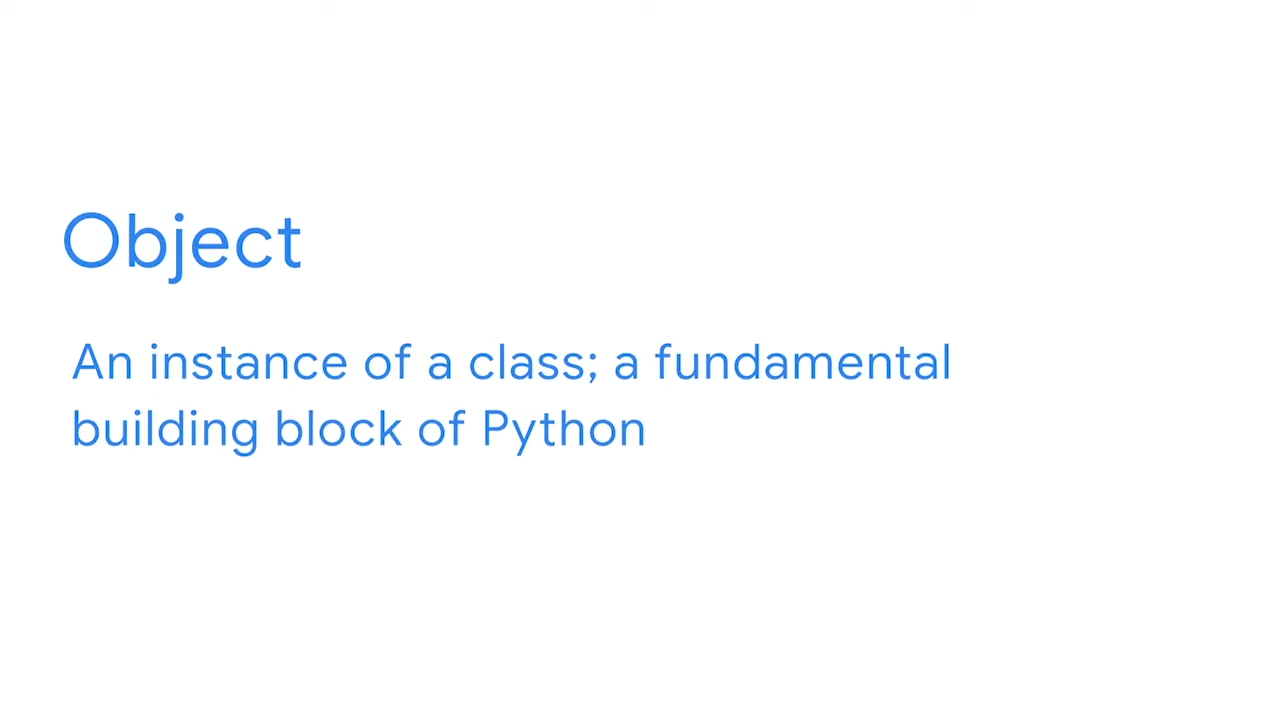 Object
An instance of a class; a fundamental
building block of Python